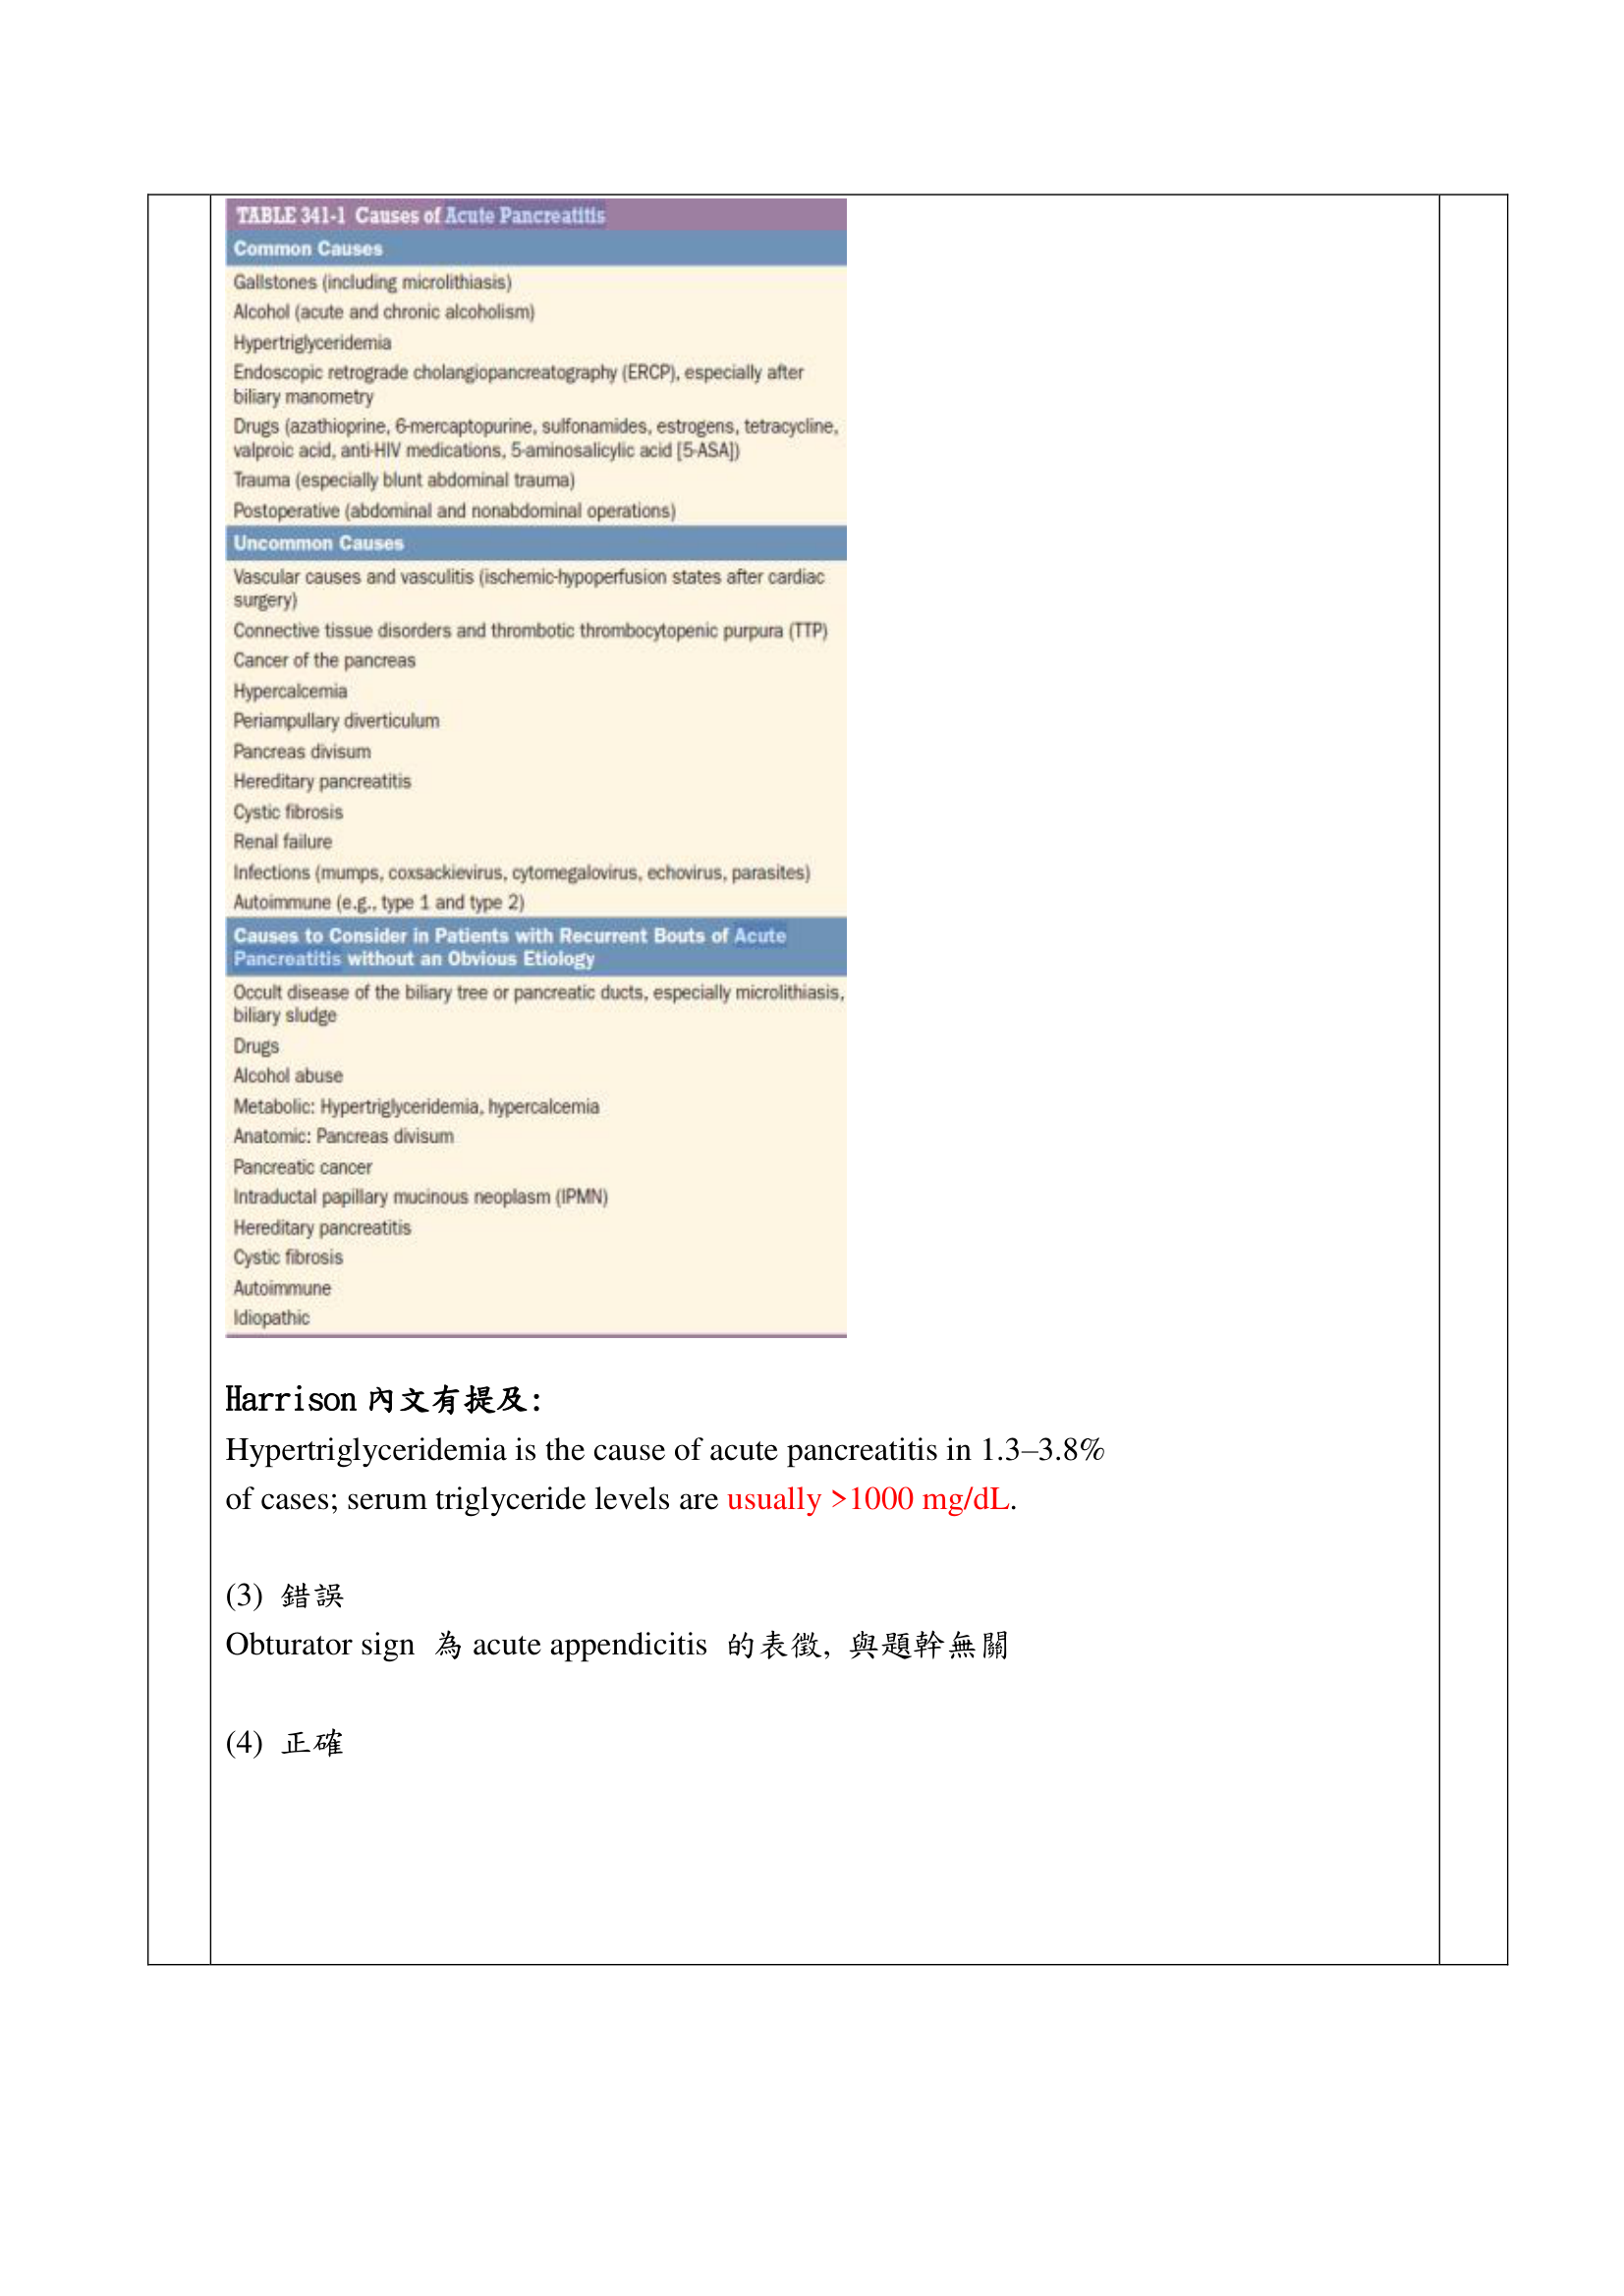 TABLE 341-1 Causes of Acute Pancreatitis
Common Causes
Gallstones (including microlithiasis)
Alcohol (acute and chronic alcoholism)
Hypertriglyceridemia
Endoscopic retrograde cholangiopancreatography (ERCP), especially after
biliary manometry
Drugs (azathioprine, 6-mercaptopurine, sulfonamides, estrogens, tetracycline,
valproic acid, anti-HIV medications, 5-aminosalicylic acid [5-ASA])
Trauma (especially blunt abdominal trauma)
Postoperative (abdominal and nonabdominal operations)
Uncommon Causes
Vascular causes and vasculitis (ischemic-hypoperfusion states after cardiac
surgery)
Connective tissue disorders and thrombotic thrombocytopenic purpura (TTP)
Cancer of the pancreas
Hypercalcemia
Periampullary diverticulum
Pancreas divisum
Hereditary pancreatitis
Cystic fibrosis
Renal failure
Infections (mumps, coxsackievirus, cytomegalovirus, echovirus, parasites)
Autoimmune (e.g., type 1 and type 2)
Causes to Consider in Patients with Recurrent Bouts of Acute
Pancreatitis without an Obvious Etiology
Occult disease of the biliary tree or pancreatic ducts, especially microlithiasis,
biliary sludge
Drugs
Alcohol abuse
Metabolic: Hypertriglyceridemia, hypercalcemia
Anatomic: Pancreas divisum
Pancreatic cancer
Intraductal papillary mucinous neoplasm (IPMN)
Hereditary pancreatitis
Cystic fibrosis
Autoimmune
Idiopathic
Harrison 內文有提及:
Hypertriglyceridemia is the cause of acute pancreatitis in 1.3–3.8%
of cases; serum triglyceride levels are usually >1000 mg/dL.
(3) 錯誤
Obturator sign 為 acute appendicitis 的表徵, 與題幹無關
(4) 正確